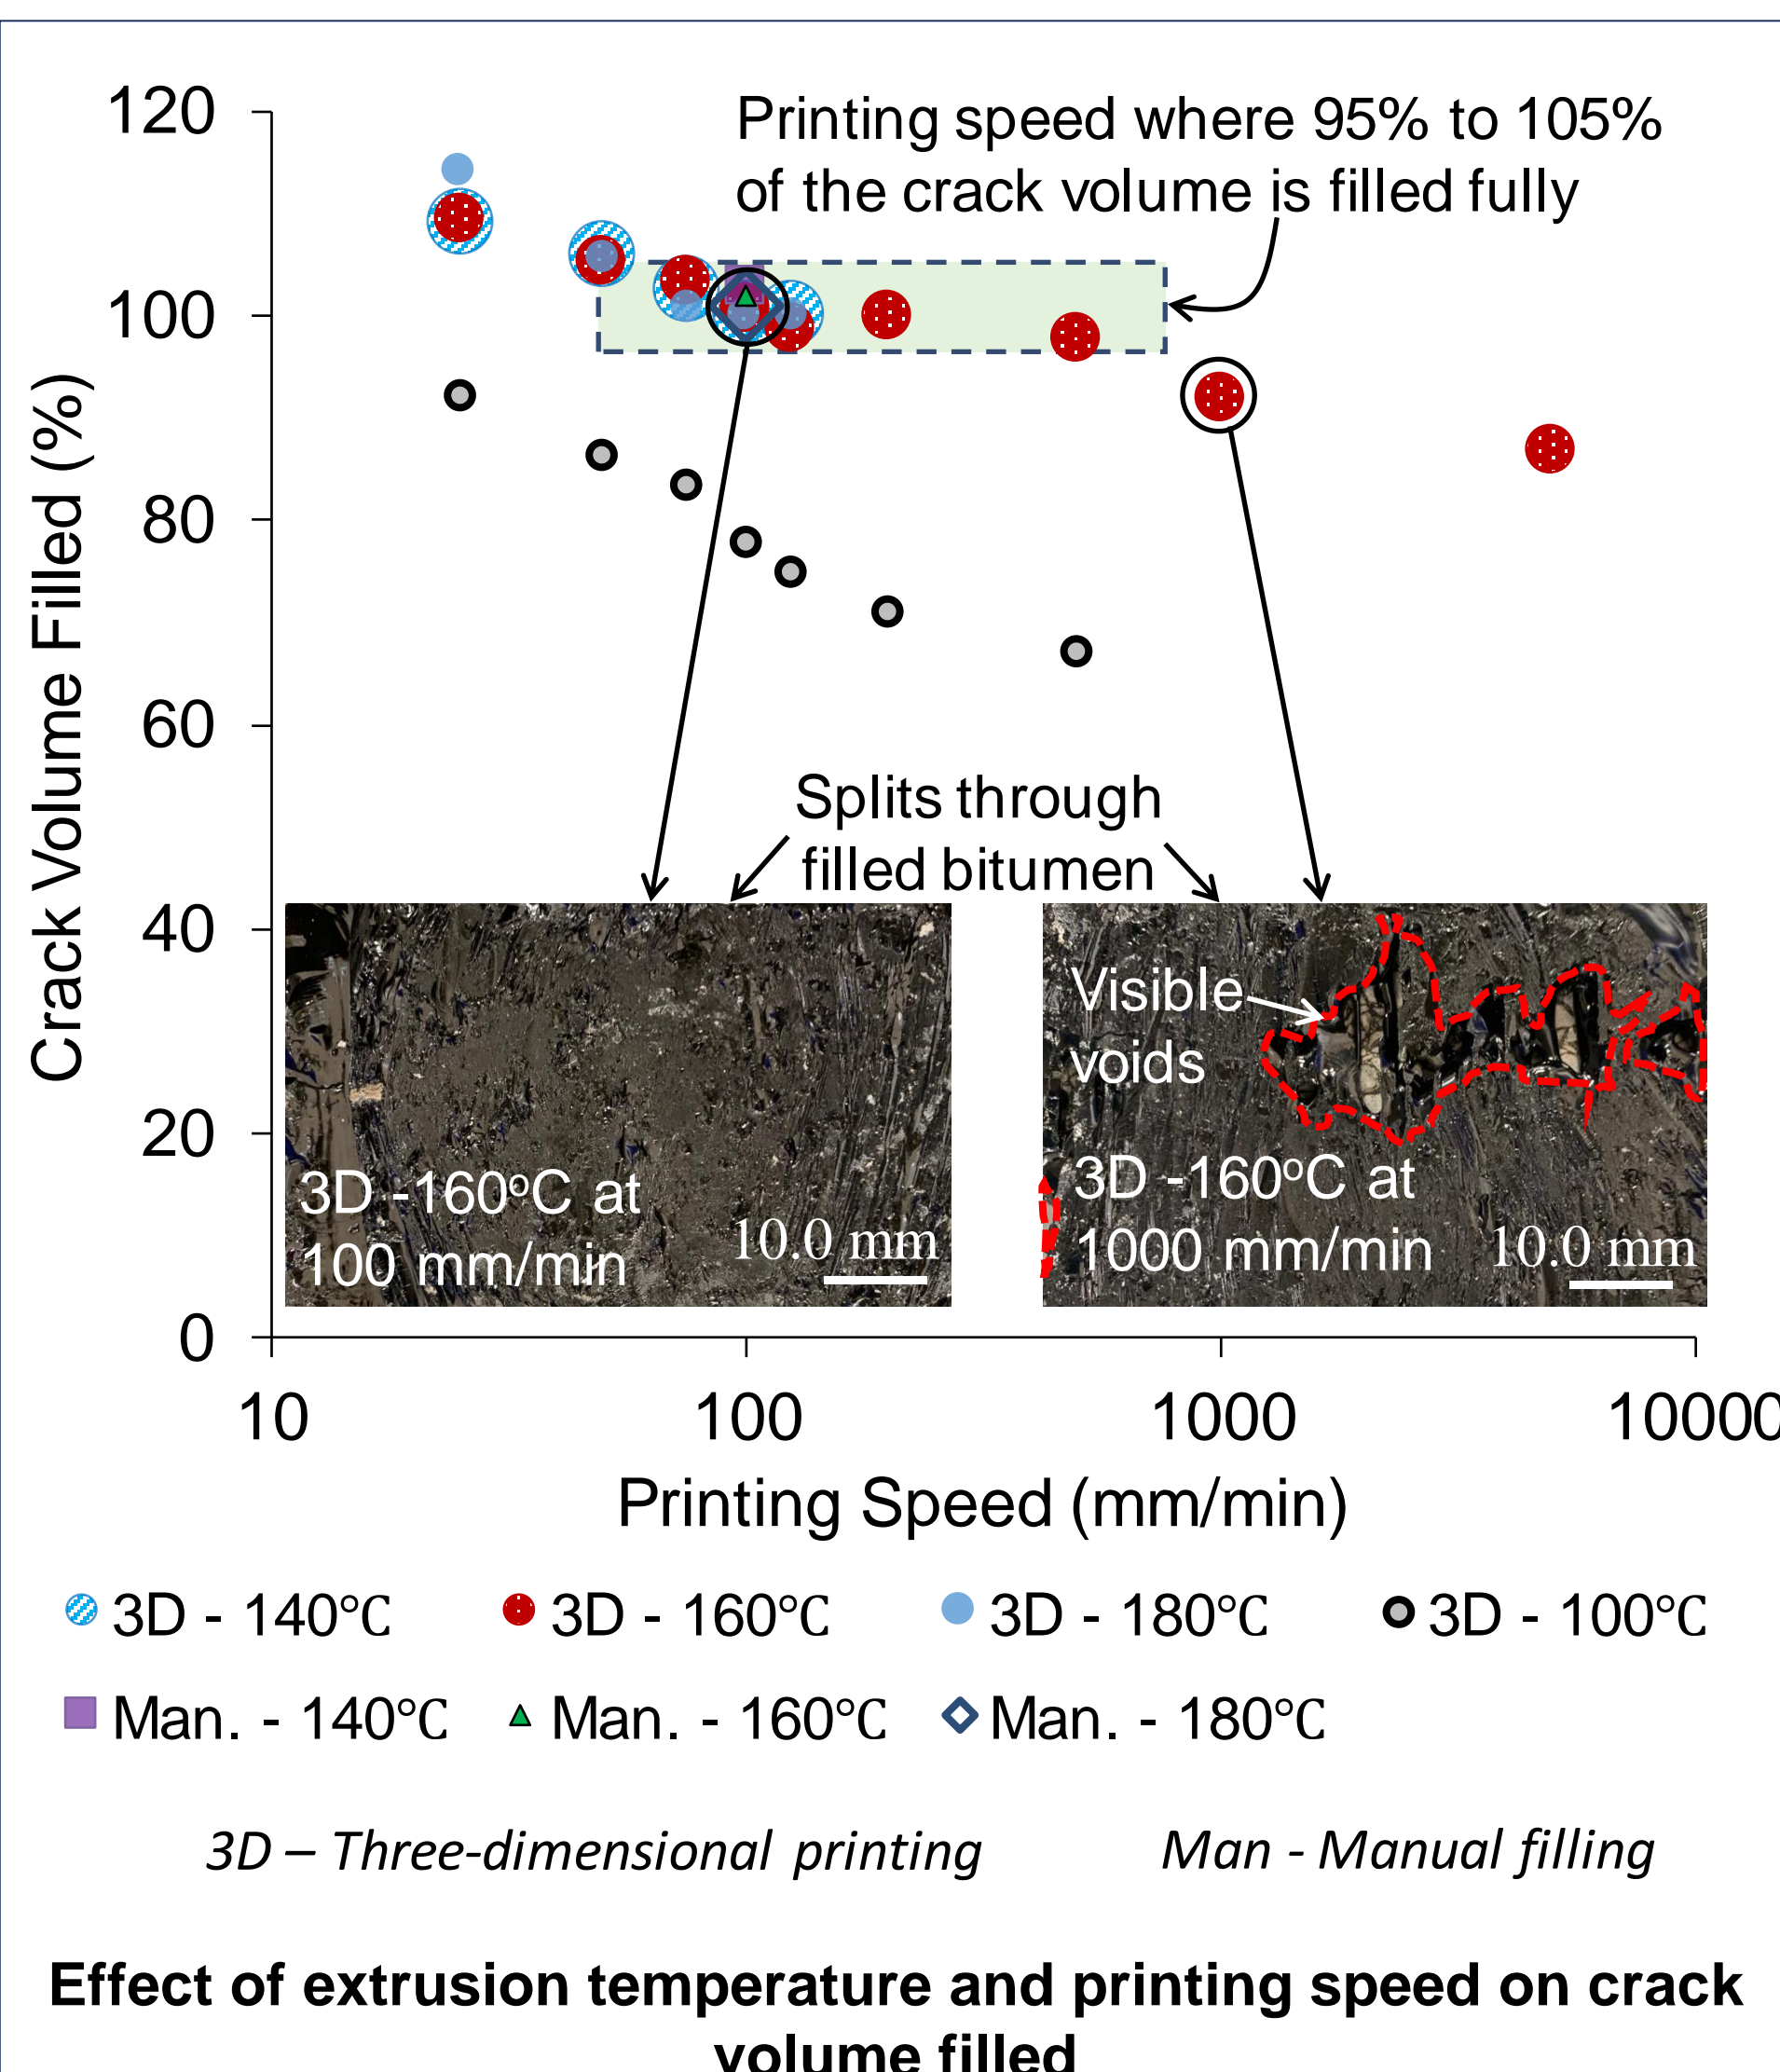 120
100
80
60
40
20
0
Crack Volume Filled (%)
Printing speed where 95% to 105%
of the crack volume is filled fully
Splits through
filled bitumen
3D -160ºC at
100 mm/min
10.0 mm
Visible
voids
3D -160ºC at
1000 mm/min
10.0 mm
10
100
1000
10000
Printing Speed (mm/min)
3D - 140℃
3D - 160℃
3D - 180℃
3D - 100℃
Man. - 140℃
Man. - 160℃
Man. - 180℃
3D – Three-dimensional printing
Man - Manual filling
Effect of extrusion temperature and printing speed on crack
volume filled